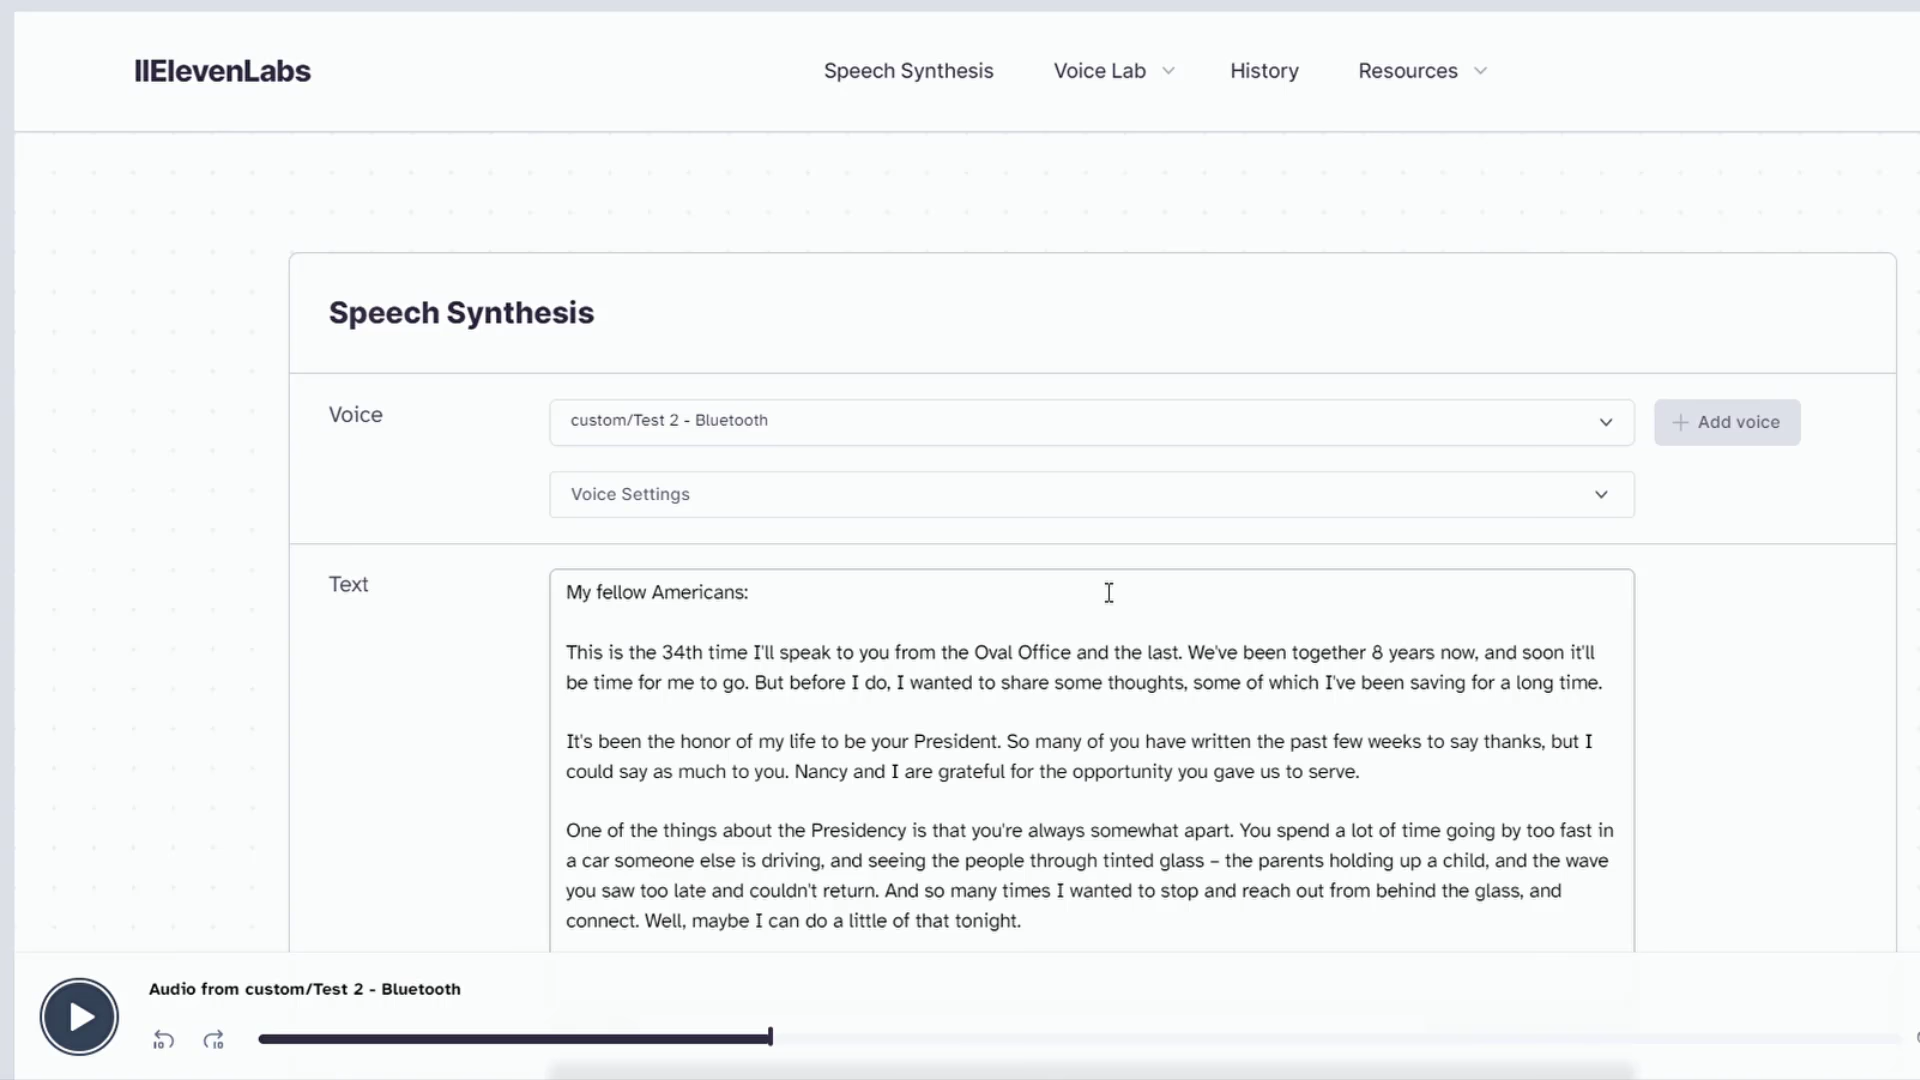 llElevenLabs
Speech Synthesis
Voice Lab
History
Resources
Speech Synthesis
Voice
custom/Test 2 - Bluetooth
+ Add voice
Voice Settings
Text
My fellow Americans:
This is the 34th time I'll speak to you from the Oval Office and the last. We've been together 8 years now, and soon it'll
be time for me to go. But before I do, I wanted to share some thoughts, some of which I've been saving for a long time.
It's been the honor of my life to be your President. So many of you have written the past few weeks to say thanks, but I
could say as much to you. Nancy and I are grateful for the opportunity you gave us to serve.
One of the things about the Presidency is that you're always somewhat apart. You spend a lot of time going by too fast in
a car someone else is driving, and seeing the people through tinted glass – the parents holding up a child, and the wave
you saw too late and couldn't return. And so many times I wanted to stop and reach out from behind the glass, and
connect. Well, maybe I can do a little of that tonight.
Audio from custom/Test 2 - Bluetooth
10
10